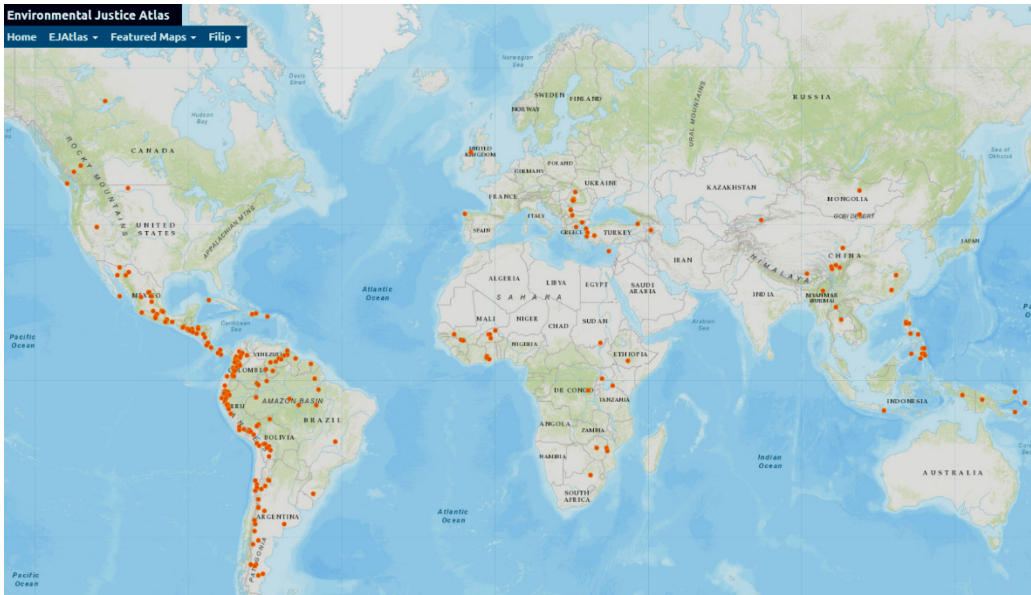 Environmental Justice Atlas
Home EJAtlas Featured Maps Filip
Norwegian
Sea
Davis
Strait
SWEDEN
FINLAND
NORWAY
RUSSIA
URAL MOUNTAINS
Hudson
Bay
Sea of
Okhotsk
ROCKY MOUNTAINS
CANADA
UNITED
KINGDOM
POLAND
GERMANY
UKRAINE
KAZAKHSTAN
MONGOLIA
FRANCE
GOBI DESERT
UNITED
STATES
APPALACHIAN MTNS
ITALY
SPAIN
GREECE
TURKEY
JAPAN
IRAN
CHINA
HIMALAYA
ALGERIA
LIBYA
EGYPT
SAUDI
ARABIA
INDIA
MYANMAR
(BURMA)
Atlantic
Ocean
MEXICO
SAHARA
MALI
NIGER
CHAD
SUDAN
Caribbean
Sea
Arabian
Sea
Pacific
Ocean
NIGERIA
ETHIOPIA
VENEZUELA
COLOMBIA
DE CONGO
TANZANIA
AMAZON BASIN
PERU
INDONESIA
BRAZIL
ANGOLA
ZAMBIA
BOLIVIA
NAMIBIA
Indian
Ocean
AUSTRALIA
SOUTH
AFRICA
Atlantic
Ocean
ARGENTINA
PATAGONIA
Pacific
Ocean